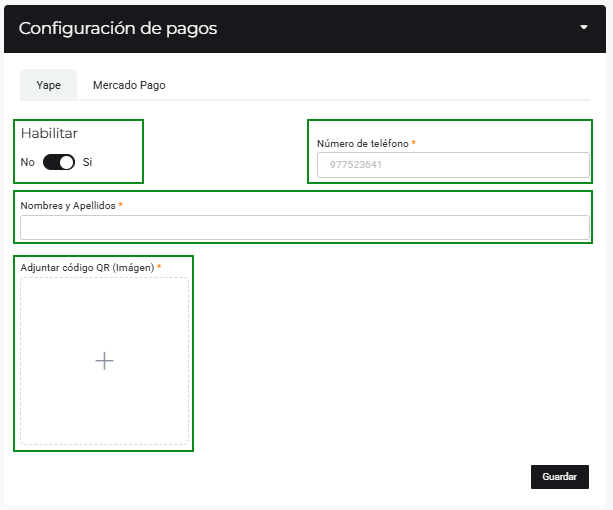 Configuración de pagos
Yape Mercado Pago
Habilitar
No Si
Número de teléfono *
977523641
Nombres y Apellidos *
Adjuntar código QR (Imágen) *
Guardar